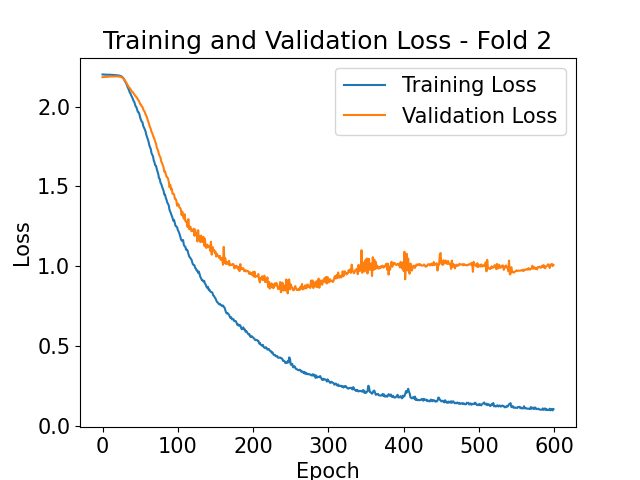 Training and Validation Loss - Fold 2
Training Loss
Validation Loss
2.0
1.5
1.0
0.5
0.0
Loss
0 100 200 300 400 500 600
Epoch